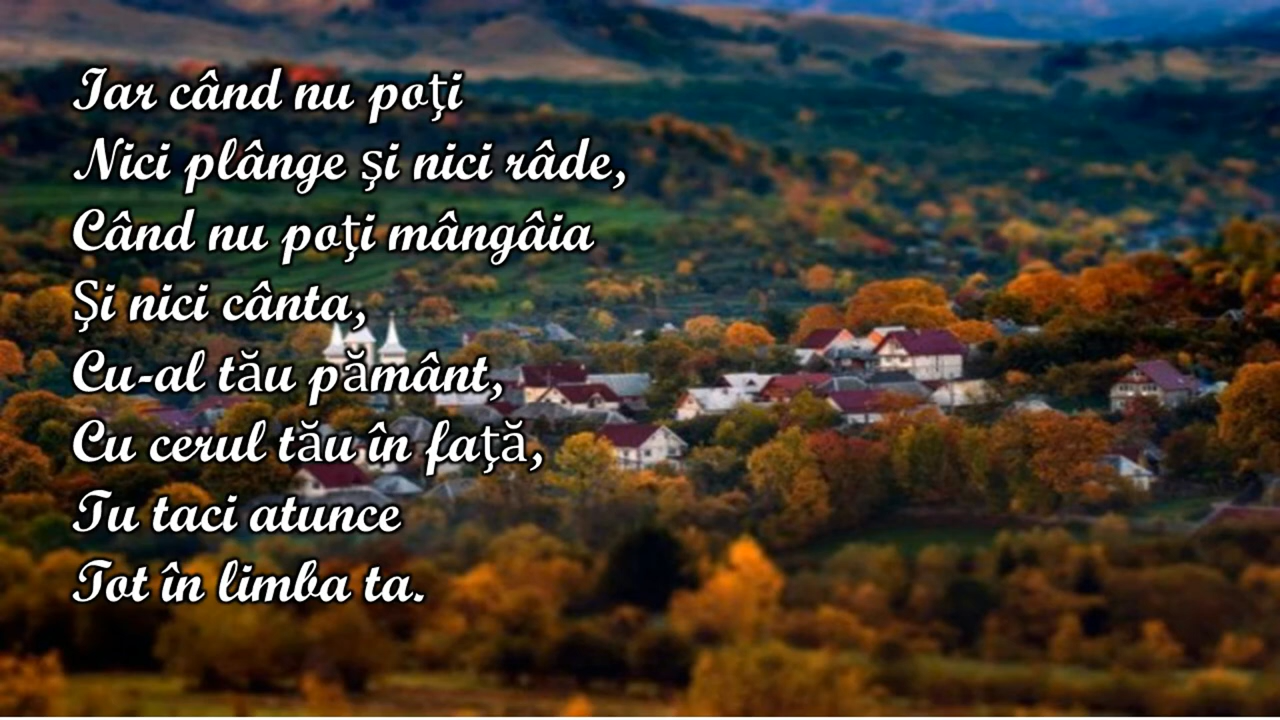 Iar când nu poţi
Nici plânge şi nici râde,
Când nu poţi mângâia
Şi nici cânta,
Cu-al tău pământ,
Cu cerul tău în faţă,
Tu taci atunce
Tot în limba ta.